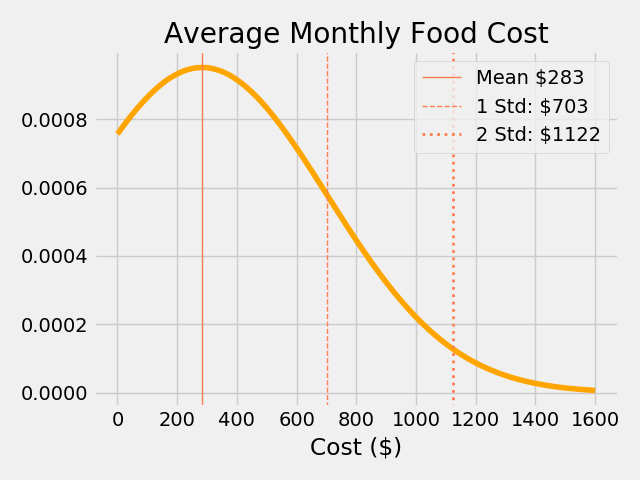 Average Monthly Food Cost
Mean $283
1 Std: $703
2 Std: $1122
0.0008
0.0006
0.0004
0.0002
0.0000
0 200 400 600 800 1000 1200 1400 1600
Cost ($)